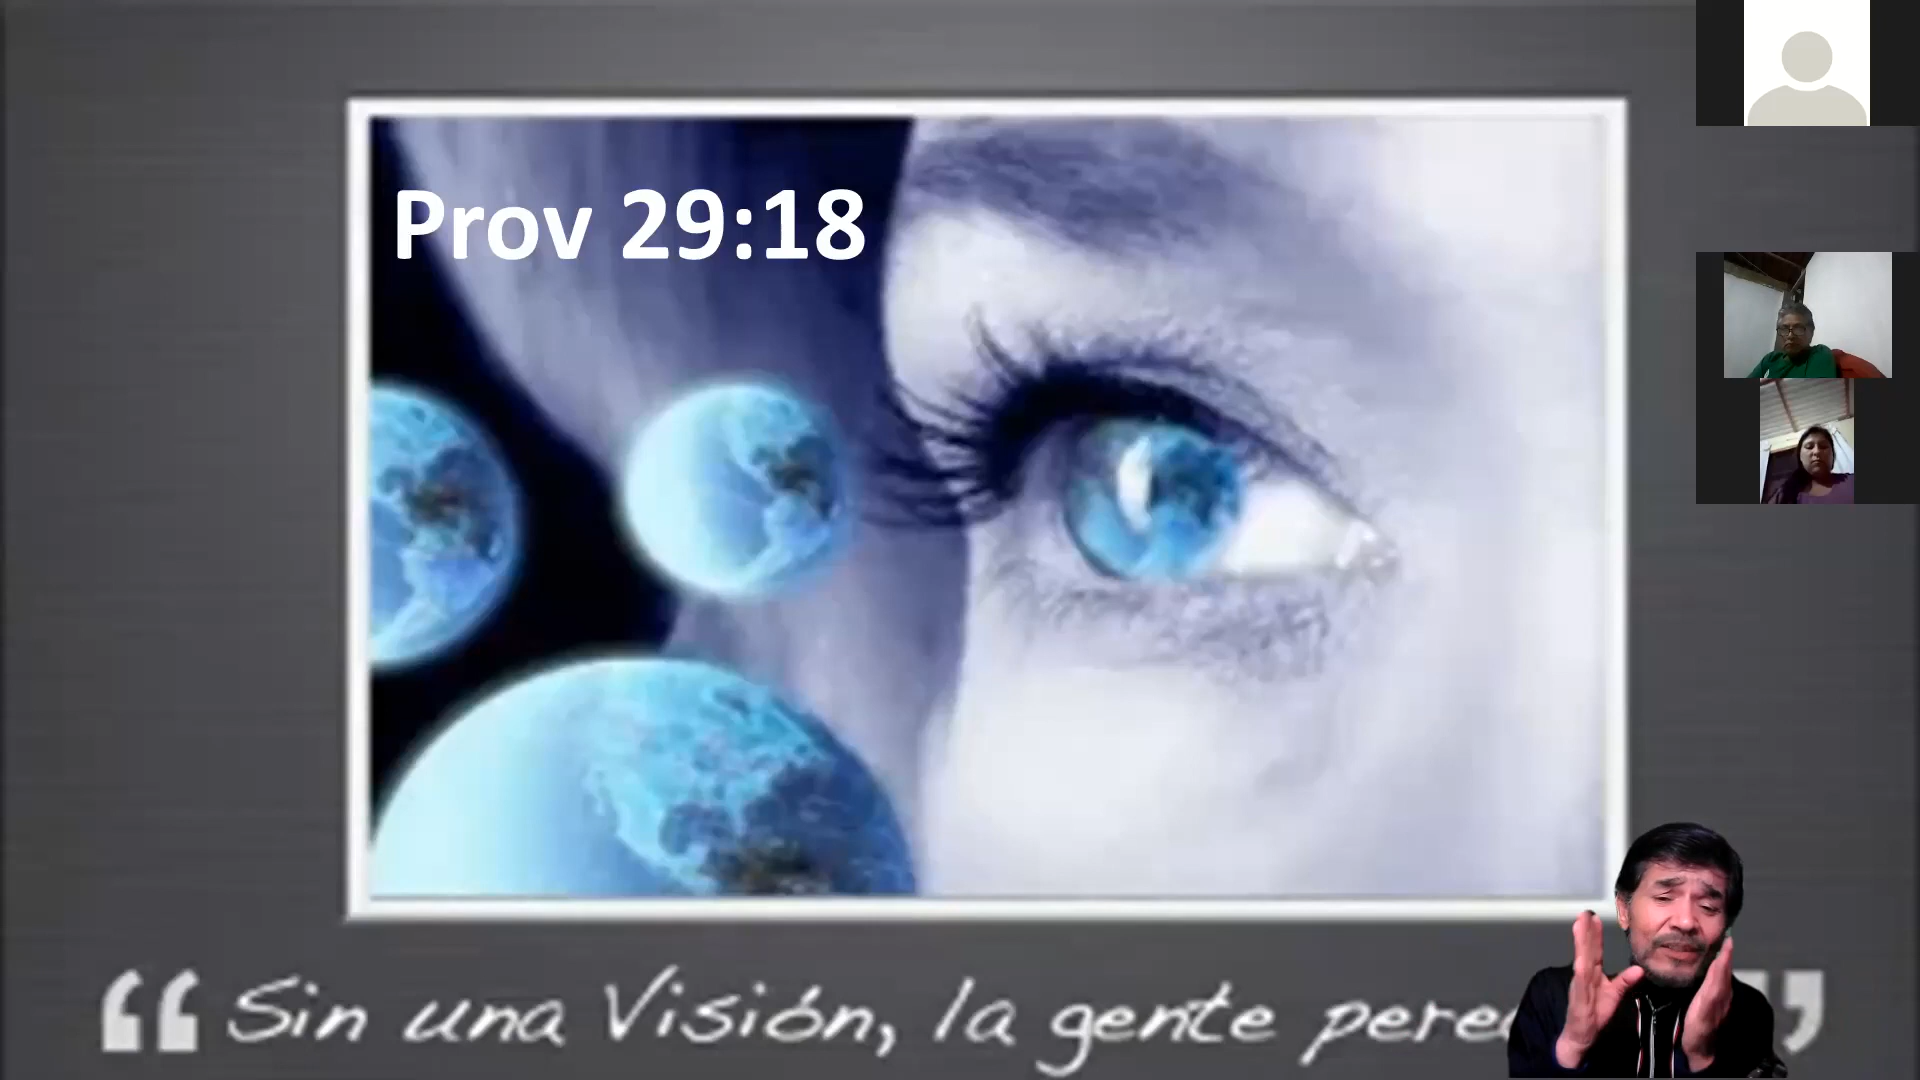 Prov 29:18
“ Sin una Visión, la gente ”